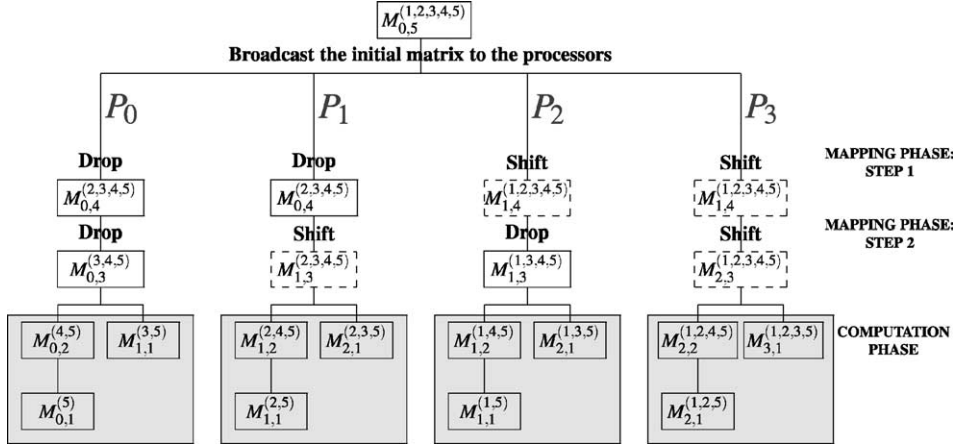 M_{0,5}^{(1,2,3,4,5)}
Broadcast the initial matrix to the processors
P_0 P_1 P_2 P_3
Drop Drop Shift Shift MAPPING PHASE:
STEP 1
M_{0,4}^{(2,3,4,5)} M_{0,4}^{(2,3,4,5)} M_{1,4}^{(1,2,3,4,5)} M_{1,4}^{(1,2,3,4,5)}
Drop Shift Drop Shift MAPPING PHASE:
STEP 2
M_{0,3}^{(3,4,5)} M_{1,3}^{(2,3,4,5)} M_{1,3}^{(1,3,4,5)} M_{2,3}^{(1,2,3,4,5)}
M_{0,2}^{(4,5)} M_{1,1}^{(3,5)} M_{1,2}^{(2,4,5)} M_{2,1}^{(2,3,5)} M_{1,2}^{(1,4,5)} M_{2,1}^{(1,3,5)} M_{2,2}^{(1,2,4,5)} M_{3,1}^{(1,2,3,5)} COMPUTATION
PHASE
M_{0,1}^{(5)} M_{1,1}^{(2,5)} M_{1,1}^{(1,5)} M_{2,1}^{(1,2,5)}